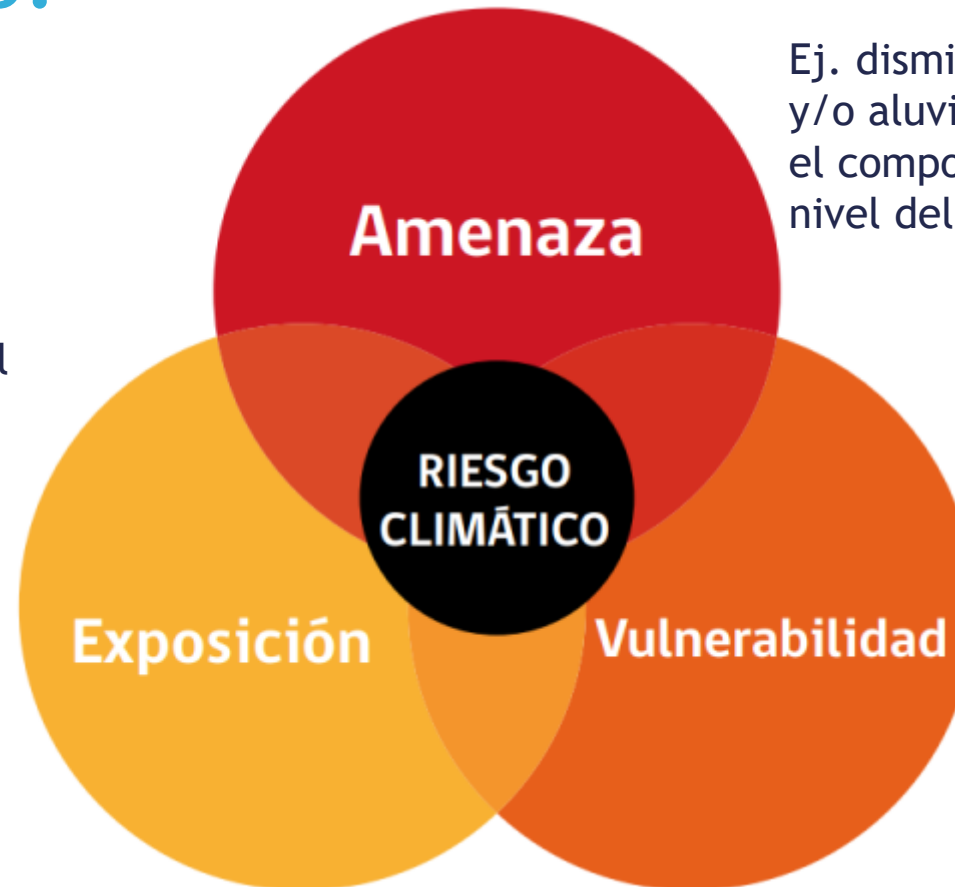 Ej. dismi
y/o aluvi
el compo
nivel del
Amenaza
RIESGO
CLIMÁTICO
Exposición
Vulnerabilidad